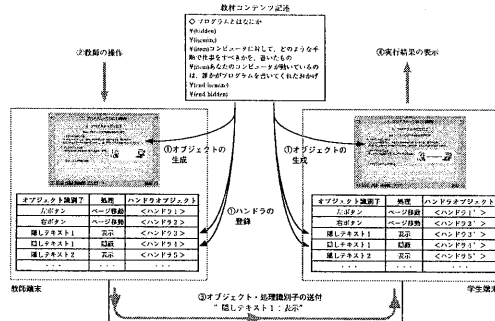 教材コンテンツ記述
◇ プログラムとはなにか
¥(hidden)
¥(itemize)
¥(item)コンピュータに対して、どのような手
順で仕事をすべきかを、書いたもの
¥(item)あなたのコンピュータが動いているの
は、誰かがプログラムを書いてくれたおかげ
¥(end itemize)
¥(end hidden)
②教師の操作
④実行結果の表示
①オブジェクトの
生成
①オブジェクトの
生成
①ハンドラの
登録
オブジェクト識別子 処理 ハンドラオブジェクト
左ボタン ページ移動 <ハンドラ1>
右ボタン ページ移動 <ハンドラ2>
隠しテキスト1 表示 <ハンドラ3>
隠しテキスト1 隠蔽 <ハンドラ4>
隠しテキスト2 表示 <ハンドラ5>
・・・ ・・・ ・・・
教師端末
オブジェクト識別子 処理 ハンドラオブジェクト
左ボタン ページ移動 <ハンドラ1'>
右ボタン ページ移動 <ハンドラ2'>
隠しテキスト1 表示 <ハンドラ3'>
隠しテキスト1 隠蔽 <ハンドラ4'>
隠しテキスト2 表示 <ハンドラ5'>
・・・ ・・・ ・・・
学生端末
③オブジェクト・処理識別子の送付
"隠しテキスト1：表示"